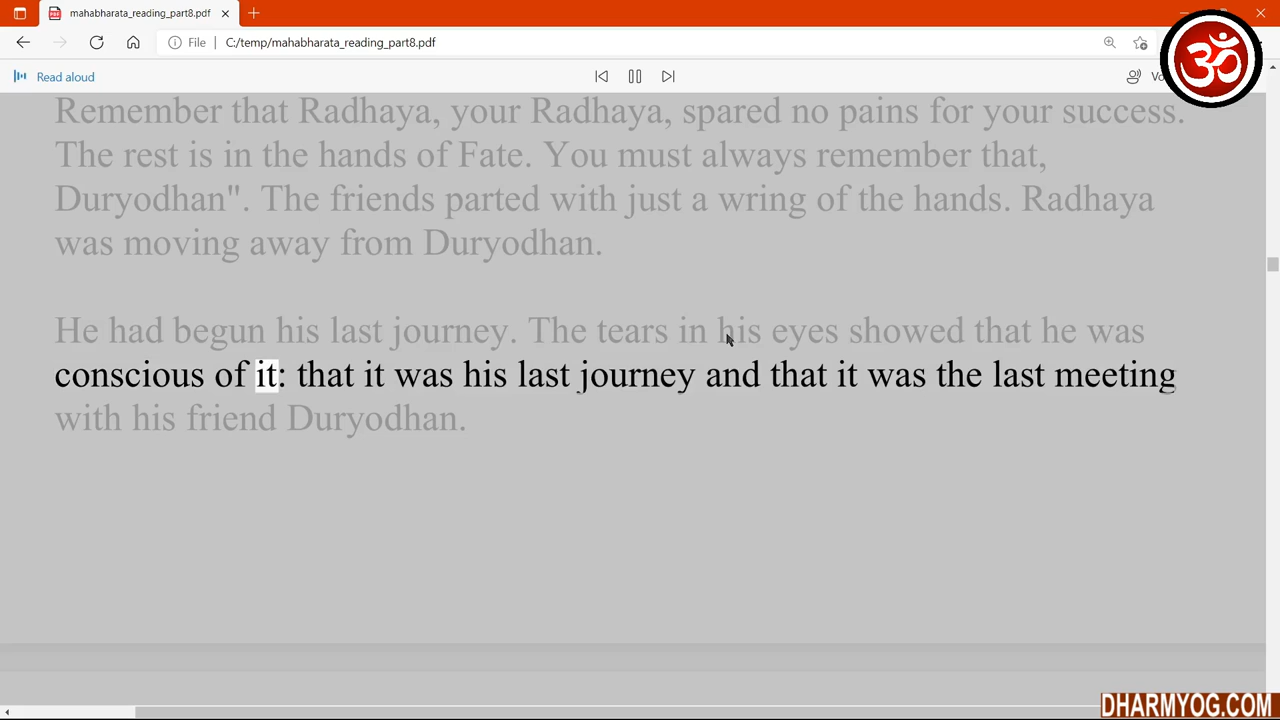 mahabharata_reading_part8.pdf
File
C:/temp/mahabharata_reading_part8.pdf
Read aloud
ॐ
Remember that Radhaya, your Radhaya, spared no pains for your success.
The rest is in the hands of Fate. You must always remember that,
Duryodhan". The friends parted with just a wring of the hands. Radhaya
was moving away from Duryodhan.
He had begun his last journey. The tears in his eyes showed that he was
conscious of it: that it was his last journey and that it was the last meeting
with his friend Duryodhan.
DHARMYOG.COM